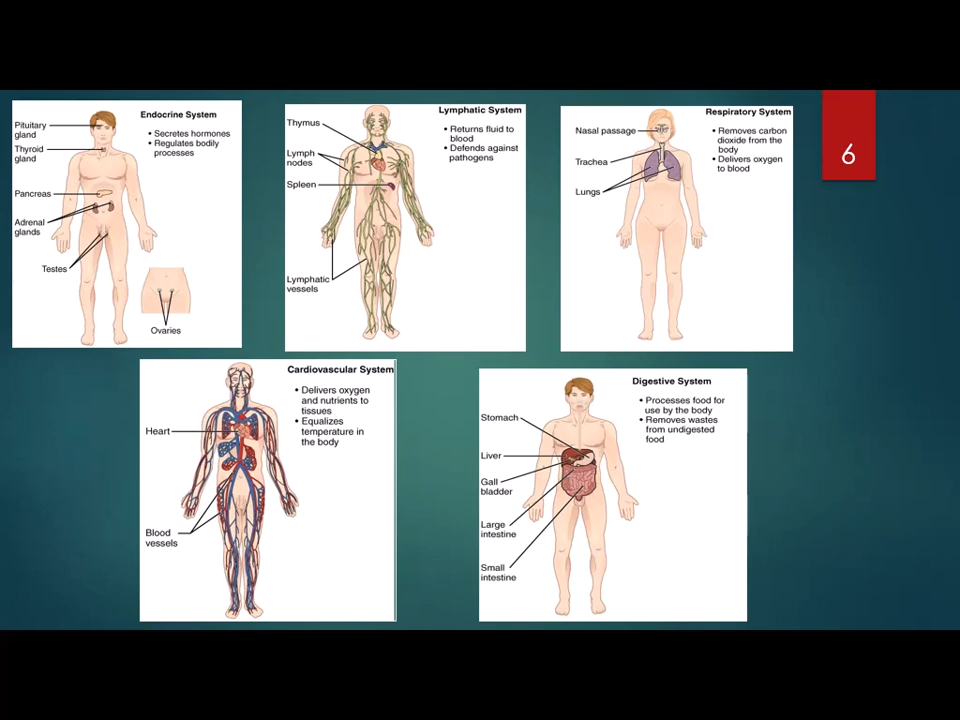 Endocrine System
• Secretes hormones
• Regulates bodily
processes
Pituitary
gland
Thyroid
gland
Pancreas
Adrenal
glands
Testes
Ovaries
Lymphatic System
• Returns fluid to
blood
• Defends against
pathogens
Thymus
Lymph
nodes
Spleen
Lymphatic
vessels
Respiratory System
• Removes carbon
dioxide from the
body
• Delivers oxygen
to blood
Nasal passage
Trachea
Lungs
6
Cardiovascular System
• Delivers oxygen
and nutrients to
tissues
• Equalizes
temperature in
the body
Heart
Blood
vessels
Digestive System
• Processes food for
use by the body
• Removes wastes
from undigested
food
Stomach
Liver
Gall
bladder
Large
intestine
Small
intestine